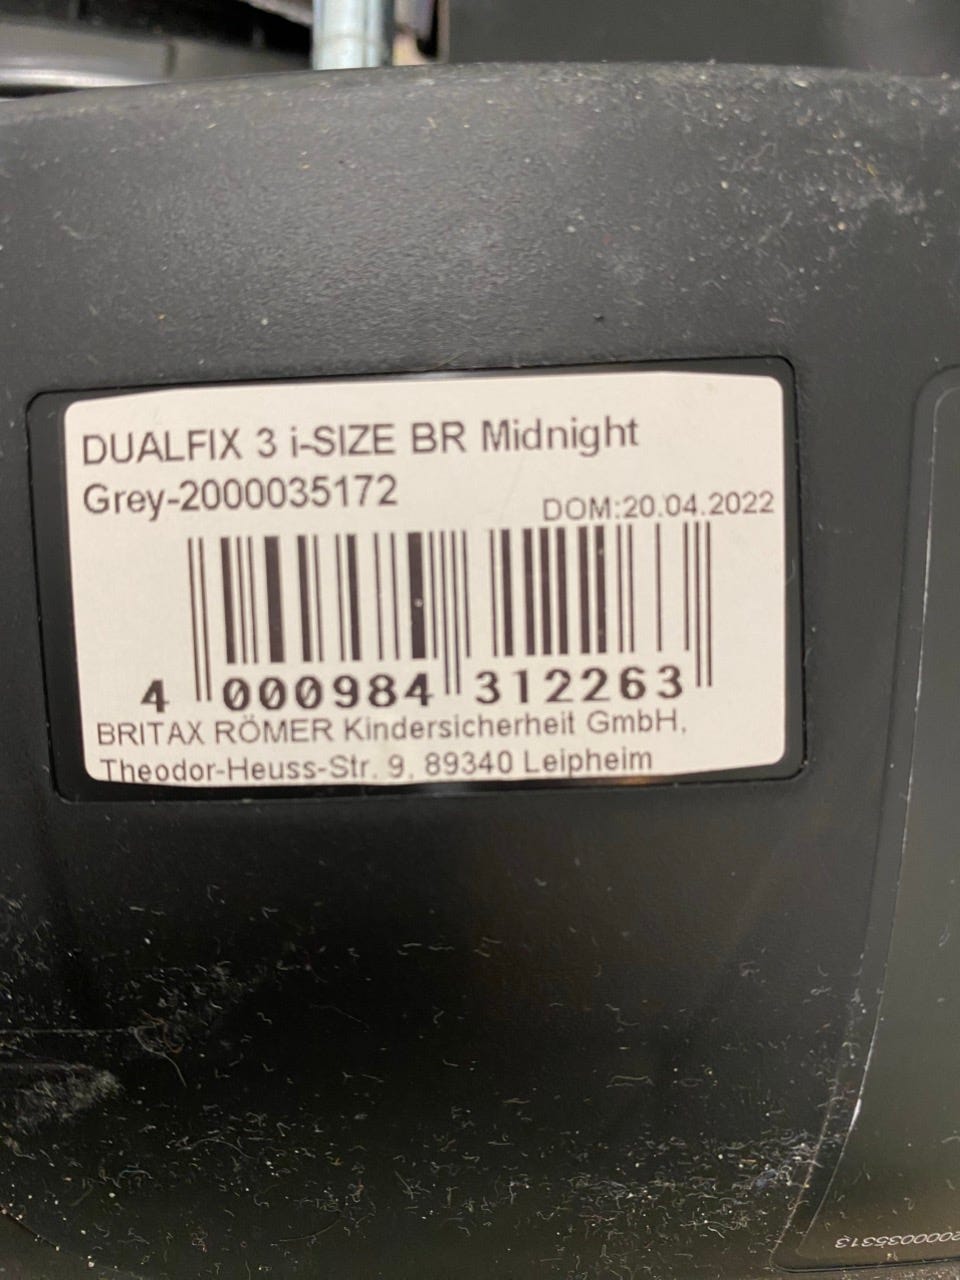 DUALFIX 3 i-SIZE BR Midnight
Grey-2000035172
DOM:20.04.2022
4 000984 312263
BRITAX RÖMER Kindersicherheit GmbH,
Theodor-Heuss-Str. 9, 89340 Leipheim
2000035313